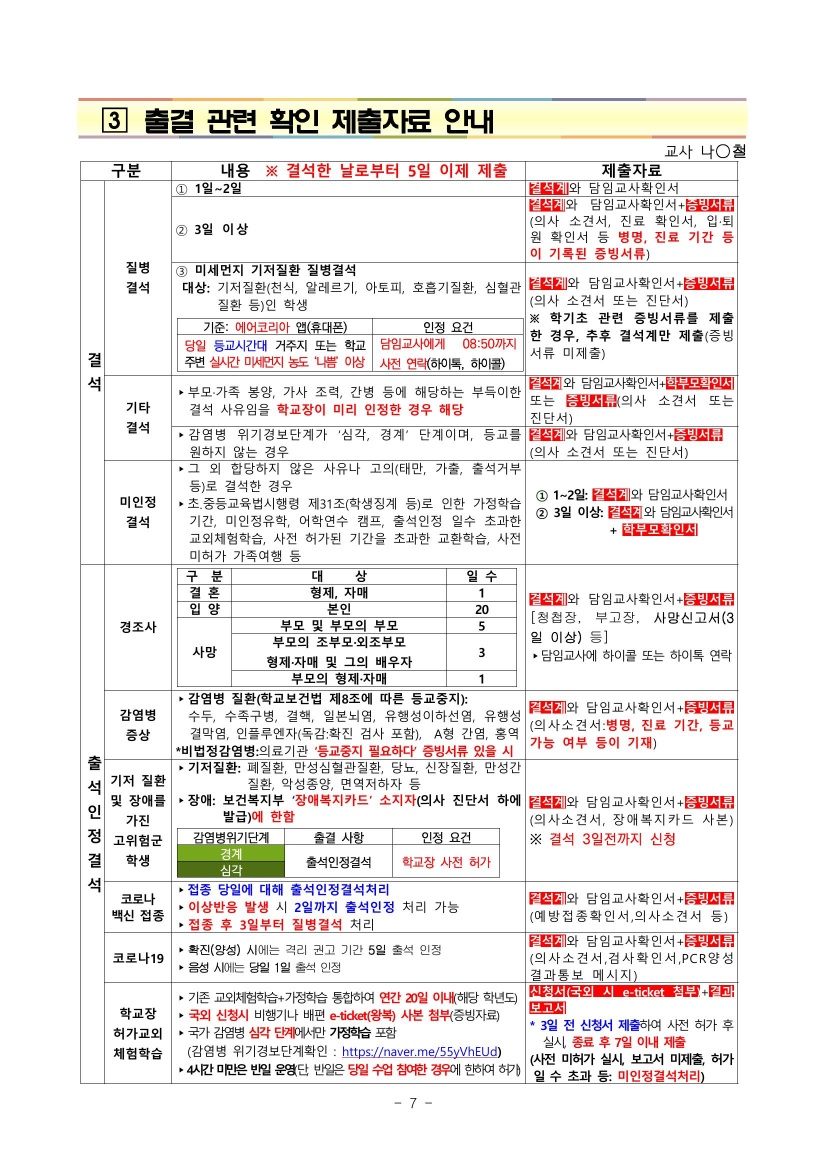 ③ 출결 관련 확인 제출자료 안내
교사 나○철
구분 내용 ※ 결석한 날로부터 5일 이제 제출 제출자료
결석
질병
결석
① 1일~2일
결석계와 담임교사확인서
② 3일 이상
결석계와 담임교사확인서+증빙서류
(의사 소견서, 진료 확인서, 입·퇴
원 확인서 등 병명, 진료 기간 등
이 기록된 증빙서류)
③ 미세먼지 기저질환 질병결석
대상: 기저질환(천식, 알레르기, 아토피, 호흡기질환, 심혈관
질환 등)인 학생
기준: 에어코리아 앱(휴대폰) 인정 요건
당일 등교시간대 거주지 또는 학교 담임교사에게 08:50까지
주변 실시간 미세먼지 농도 '나쁨' 이상 사전 연락(하이톡, 하이콜)
결석계와 담임교사확인서+증빙서류
(의사 소견서 또는 진단서)
※ 학기초 관련 증빙서류를 제출
한 경우, 추후 결석계만 제출(증빙
서류 미제출)
기타
결석
▸부모·가족 봉양, 가사 조력, 간병 등에 해당하는 부득이한
결석 사유임을 학교장이 미리 인정한 경우 해당
결석계와 담임교사확인서+학부모확인서
또는 증빙서류(의사 소견서 또는
진단서)
▸감염병 위기경보단계가 '심각, 경계' 단계이며, 등교를
원하지 않는 경우
결석계와 담임교사확인서+증빙서류
(의사 소견서 또는 진단서)
미인정
결석
▸그 외 합당하지 않은 사유나 고의(태만, 가출, 출석거부
등)로 결석한 경우
▸초.중등교육법시행령 제31조(학생징계 등)로 인한 가정학습
기간, 미인정유학, 어학연수 캠프, 출석인정 일수 초과한
교외체험학습, 사전 허가된 기간을 초과한 교환학습, 사전
미허가 가족여행 등
① 1~2일: 결석계와 담임교사확인서
② 3일 이상: 결석계와 담임교사확인서
+ 학부모확인서
출석인정결석
경조사
구 분 대 상 일 수
결 혼 형제, 자매 1
입 양 본인 20
사망 부모 및 부모의 부모 5
부모의 조부모·외조부모
형제·자매 및 그의 배우자 3
부모의 형제·자매 1
결석계와 담임교사확인서+증빙서류
[청첩장, 부고장, 사망신고서(3
일 이상) 등]
▸담임교사에 하이콜 또는 하이톡 연락
감염병
증상
▸감염병 질환(학교보건법 제8조에 따른 등교중지):
수두, 수족구병, 결핵, 일본뇌염, 유행성이하선염, 유행성
결막염, 인플루엔자(독감:확진 검사 포함), A형 간염, 홍역
*비법정감염병:의료기관 '등교중지 필요하다' 증빙서류 있을 시
결석계와 담임교사확인서+증빙서류
(의사소견서:병명, 진료 기간, 등교
가능 여부 등이 기재)
기저 질환
및 장애를
가진
고위험군
학생
▸기저질환: 폐질환, 만성심혈관질환, 당뇨, 신장질환, 만성간
질환, 악성종양, 면역저하자 등
▸장애: 보건복지부 '장애복지카드' 소지자(의사 진단서 하에
발급)에 한함
감염병위기단계 출결 사항 인정 요건
경계
심각
출석인정결석 학교장 사전 허가
결석계와 담임교사확인서+증빙서류
(의사소견서, 장애복지카드 사본)
※ 결석 3일전까지 신청
코로나
백신 접종
▸접종 당일에 대해 출석인정결석처리
▸이상반응 발생 시 2일까지 출석인정 처리 가능
▸접종 후 3일부터 질병결석 처리
결석계와 담임교사확인서+증빙서류
(예방접종확인서,의사소견서 등)
코로나19
▸확진(양성) 시에는 격리 권고 기간 5일 출석 인정
▸음성 시에는 당일 1일 출석 인정
결석계와 담임교사확인서+증빙서류
(의사소견서,검사확인서,PCR양성
결과통보 메시지)
학교장
허가교외
체험학습
▸기존 교외체험학습+가정학습 통합하여 연간 20일 이내(해당 학년도)
▸국외 신청시 비행기나 배편 e-ticket(왕복) 사본 첨부(증빙자료)
▸국가 감염병 심각 단계에서만 가정학습 포함
(감염병 위기경보단계확인 : https://naver.me/55yVhEUd)
▸4시간 미만은 반일 운영(단, 반일은 당일 수업 참여한 경우에 한하여 허가)
신청서(국외 시 e-ticket 첨부)+결과
보고서
* 3일 전 신청서 제출하여 사전 허가 후
실시, 종료 후 7일 이내 제출
(사전 미허가 실시, 보고서 미제출, 허가
일 수 초과 등: 미인정결석처리)
- 7 -